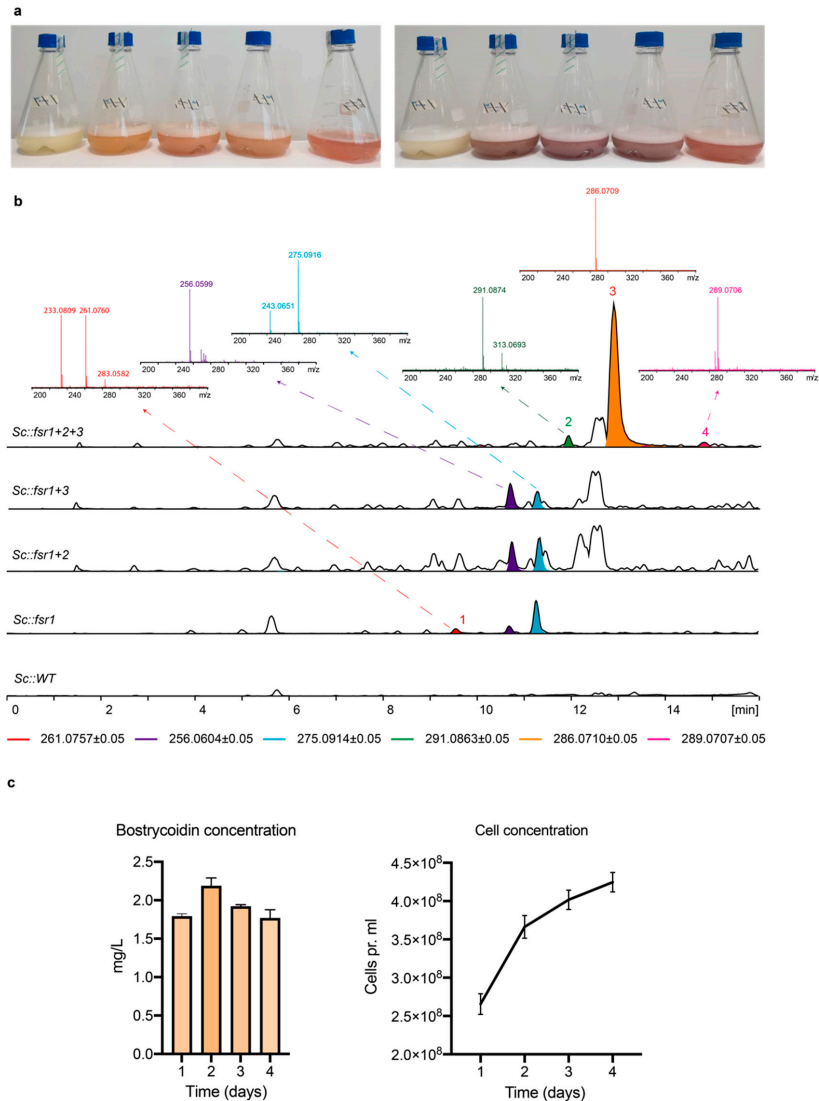 a
b
286.0709
200 240 280 320 360 m/z
275.0916
243.0651
200 240 280 320 360 m/z
256.0599
200 240 280 320 360 m/z
233.0809 261.0760
283.0582
200 240 280 320 360 m/z
291.0874
313.0693
200 240 280 320 360 m/z
289.0706
200 240 280 320 360 m/z
3
Sc::fsr1+2+3
2
4
Sc::fsr1+3
Sc::fsr1+2
Sc::fsr1
1
Sc::WT
0 2 4 6 8 10 12 14 [min]
261.0757±0.05 256.0604±0.05 275.0914±0.05 291.0863±0.05 286.0710±0.05 289.0707±0.05
c
Bostrycoidin concentration
mg/L
2.5
2.0
1.5
1.0
0.5
0.0
1 2 3 4
Time (days)
Cell concentration
Cells pr. ml
4.5×10⁸
4.0×10⁸
3.5×10⁸
3.0×10⁸
2.5×10⁸
2.0×10⁸
1 2 3 4
Time (days)